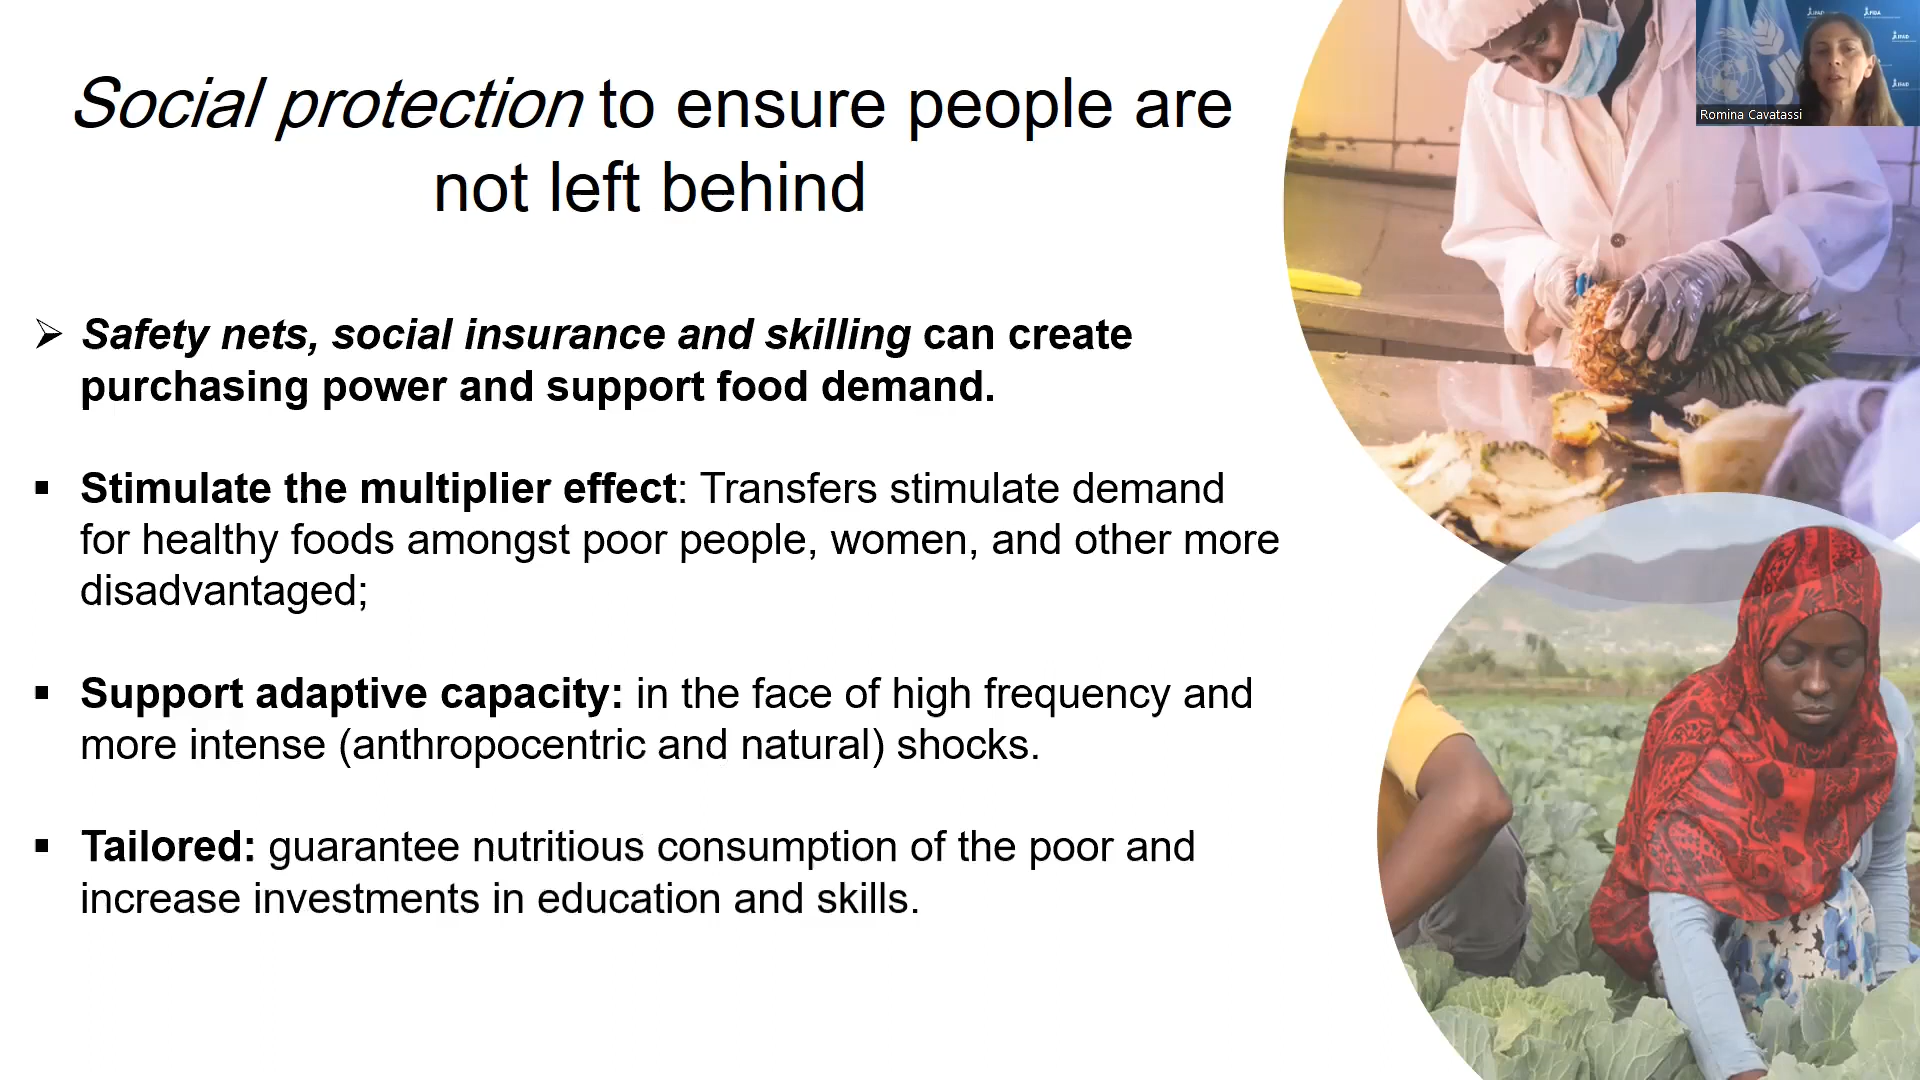 Social protection to ensure people are
not left behind
➢ Safety nets, social insurance and skilling can create
purchasing power and support food demand.
▪ Stimulate the multiplier effect: Transfers stimulate demand
for healthy foods amongst poor people, women, and other more
disadvantaged;
▪ Support adaptive capacity: in the face of high frequency and
more intense (anthropocentric and natural) shocks.
▪ Tailored: guarantee nutritious consumption of the poor and
increase investments in education and skills.
Romina Cavatassi